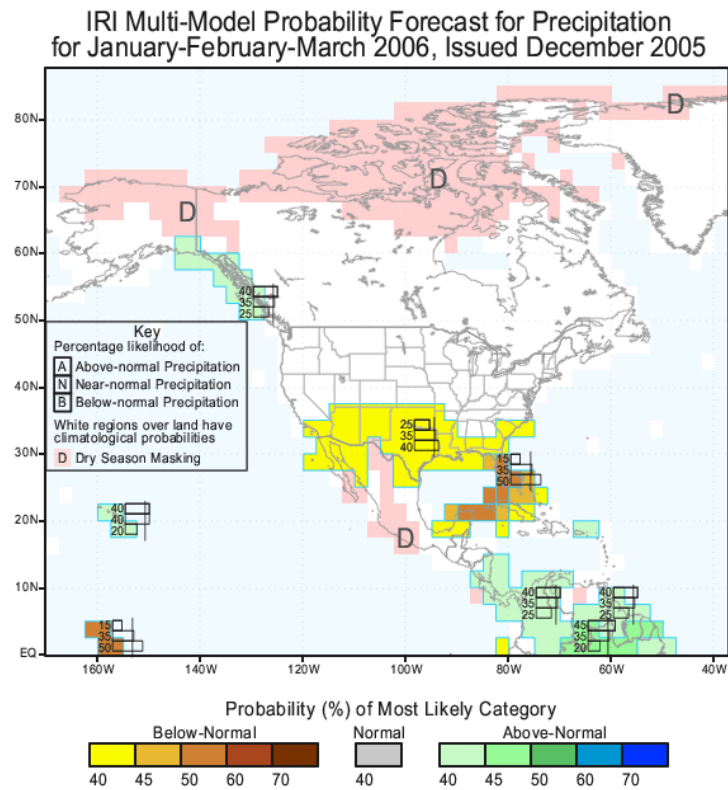 IRI Multi-Model Probability Forecast for Precipitation
for January-February-March 2006, Issued December 2005
80N
D
D
70N
D
60N
40
35
25
50N
Key
Percentage likelihood of:
A Above-normal Precipitation
N Near-normal Precipitation
B Below-normal Precipitation
White regions over land have
climatological probabilities
D Dry Season Masking
40N
25
35
40
30N
15
35
50
20N
40
40
20
D
10N
40
35
25
40
35
25
45
35
20
15
35
50
EQ
160W 140W 120W 100W 80W 60W 40W
Probability (%) of Most Likely Category
Below-Normal Normal Above-Normal
40 45 50 60 70 40 40 45 50 60 70